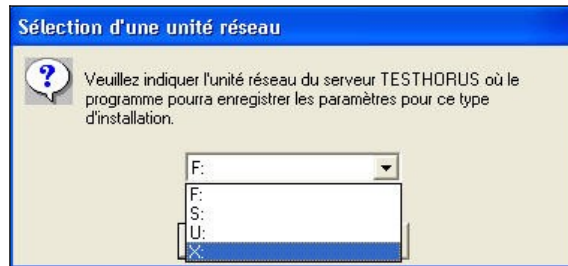 Sélection d'une unité réseau
?
Veuillez indiquer l'unité réseau du serveur TESTHORUS où le
programme pourra enregistrer les paramètres pour ce type
d'installation.
F:
F:
S:
U:
X: